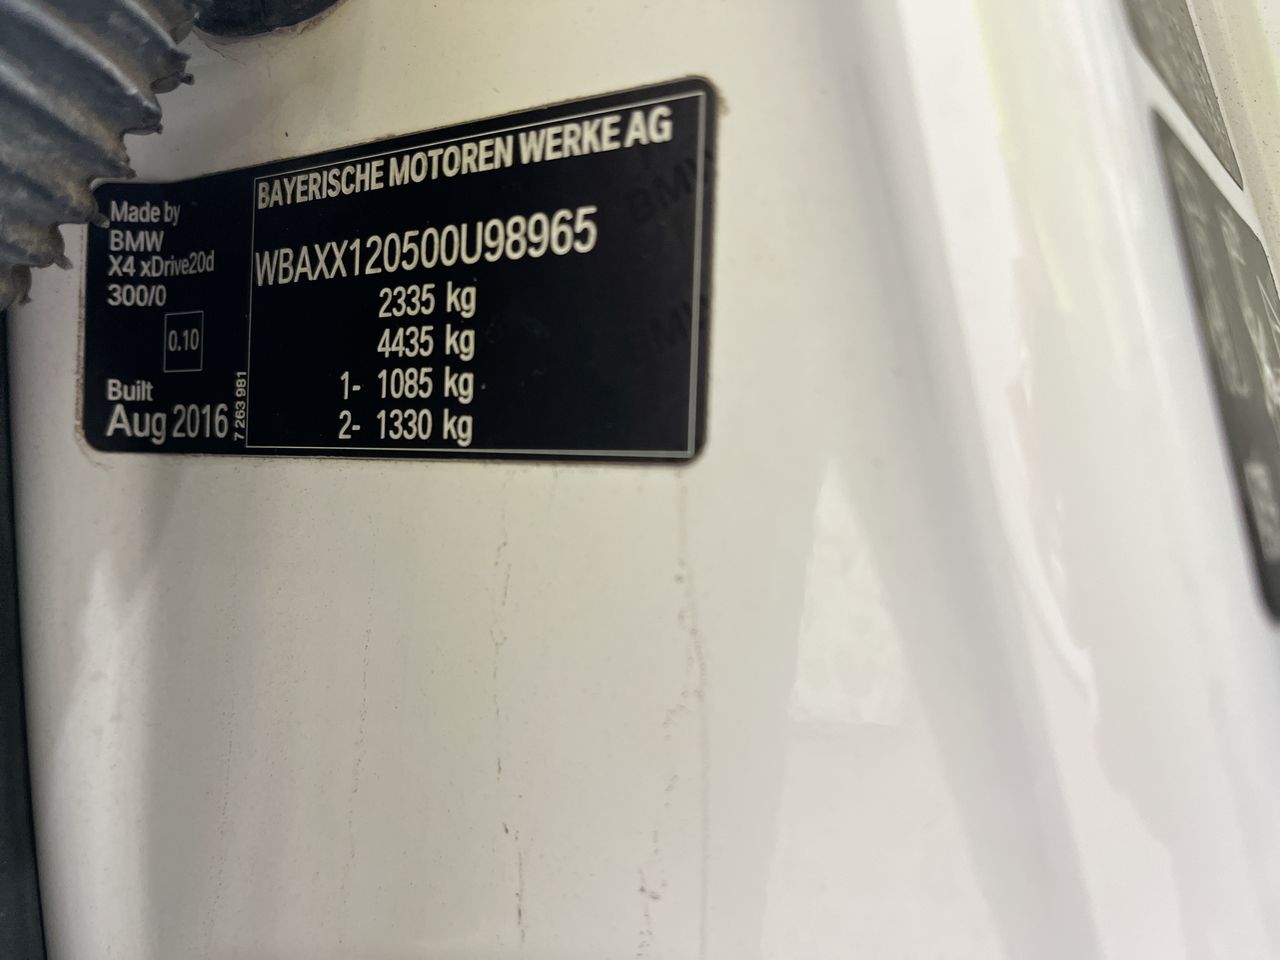 BAYERISCHE MOTOREN WERKE AG
Made by
BMW
X4 xDrive20d
300/0
0.10
Built
Aug 2016
7 263 981
WBAXX120500U98965
2335 kg
4435 kg
1- 1085 kg
2- 1330 kg
BMW